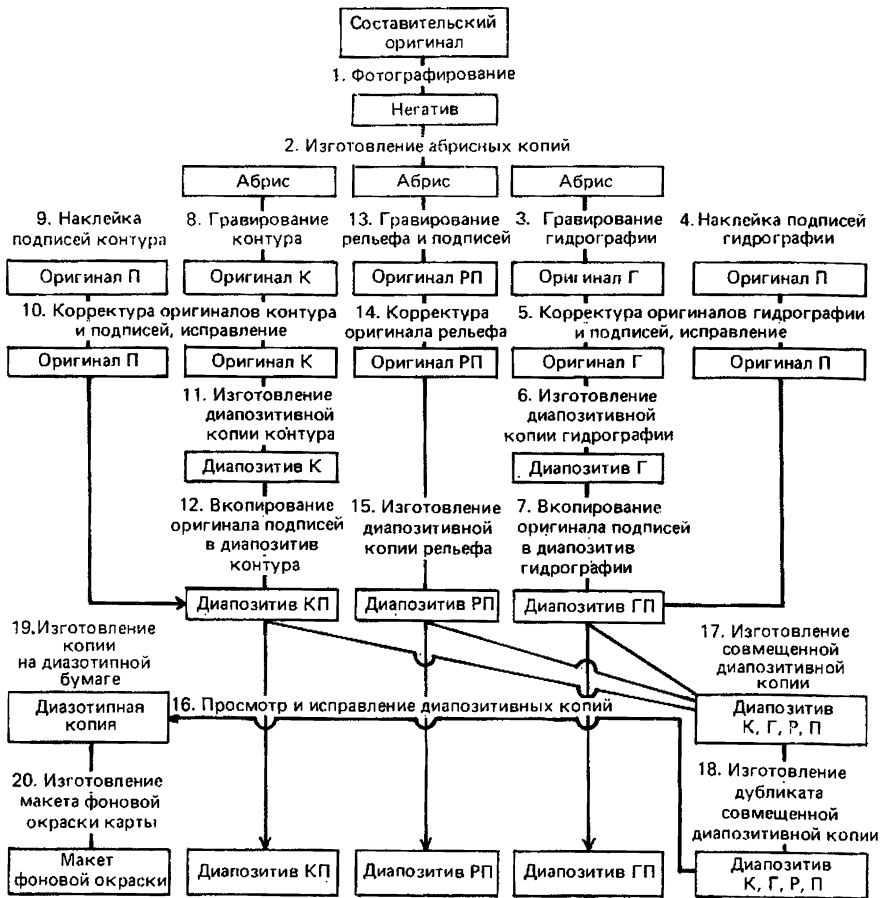 Составительский
оригинал
1. Фотографирование
Негатив
2. Изготовление абрисных копий
Абрис
Абрис
Абрис
9. Наклейка
подписей контура
8. Гравирование
контура
13. Гравирование
рельефа и подписей
3. Гравирование
гидрографии
4. Наклейка подписей
гидрографии
Оригинал П
Оригинал К
Оригинал РП
Оригинал Г
Оригинал П
10. Корректура оригиналов контура
и подписей, исправление
14. Корректура
оригинала рельефа
5. Корректура оригиналов гидрографии
и подписей, исправление
Оригинал П
Оригинал К
Оригинал РП
Оригинал Г
Оригинал П
11. Изготовление
диапозитивной
копии контура
6. Изготовление
диапозитивной
копии гидрографии
Диапозитив К
Диапозитив Г
12. Вкопирование
оригинала подписей
в диапозитив
контура
15. Изготовление
диапозитивной
копии рельефа
7. Вкопирование
оригинала подписей
в диапозитив
гидрографии
Диапозитив КП
Диапозитив РП
Диапозитив ГП
19.Изготовление
копии
на диазотипной
бумаге
17. Изготовление
совмещенной
диапозитивной
копии
Диазотипная
копия
16. Просмотр и исправление диапозитивных копий
Диапозитив
К, Г, Р, П
20. Изготовление
макета фоновой
окраски карты
18. Изготовление
дубликата
совмещенной
диапозитивной копии
Макет
фоновой окраски
Диапозитив КП
Диапозитив РП
Диапозитив ГП
Диапозитив
К, Г, Р, П